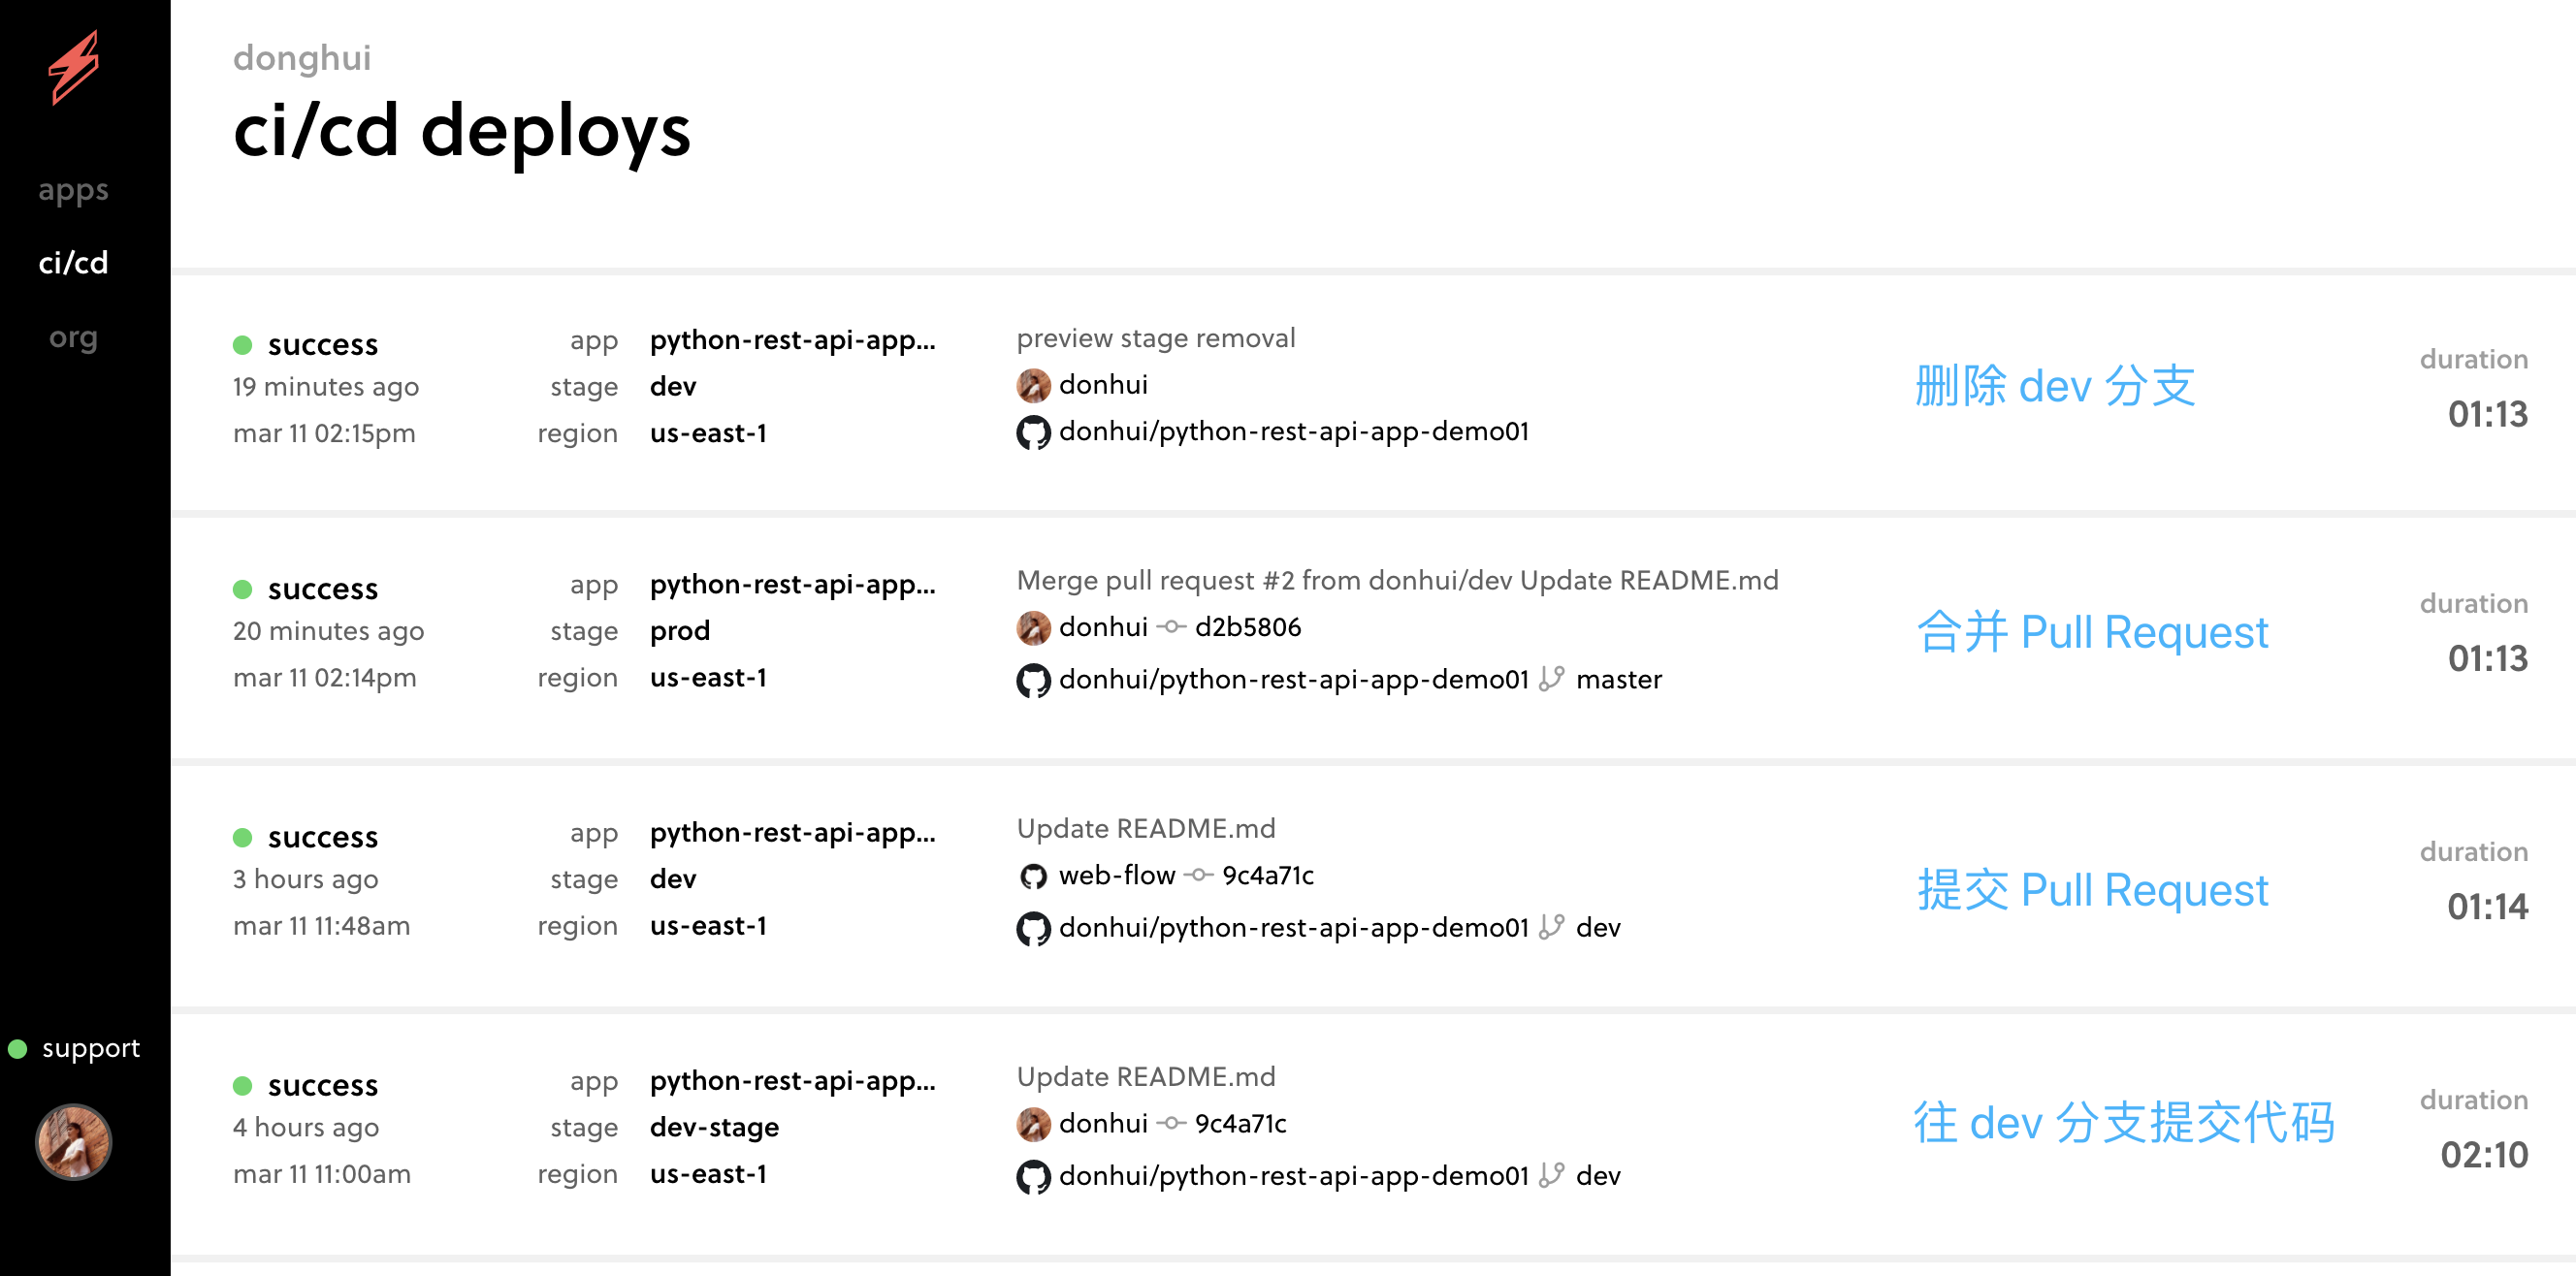 donghui
ci/cd deploys
apps
ci/cd
org
support
success
19 minutes ago
mar 11 02:15pm
app python-rest-api-app...
stage dev
region us-east-1
preview stage removal
donhui
donhui/python-rest-api-app-demo01
删除 dev 分支
duration
01:13
success
20 minutes ago
mar 11 02:14pm
app python-rest-api-app...
stage prod
region us-east-1
Merge pull request #2 from donhui/dev Update README.md
donhui d2b5806
donhui/python-rest-api-app-demo01 master
合并 Pull Request
duration
01:13
success
3 hours ago
mar 11 11:48am
app python-rest-api-app...
stage dev
region us-east-1
Update README.md
web-flow 9c4a71c
donhui/python-rest-api-app-demo01 dev
提交 Pull Request
duration
01:14
success
4 hours ago
mar 11 11:00am
app python-rest-api-app...
stage dev-stage
region us-east-1
Update README.md
donhui 9c4a71c
donhui/python-rest-api-app-demo01 dev
往 dev 分支提交代码
duration
02:10